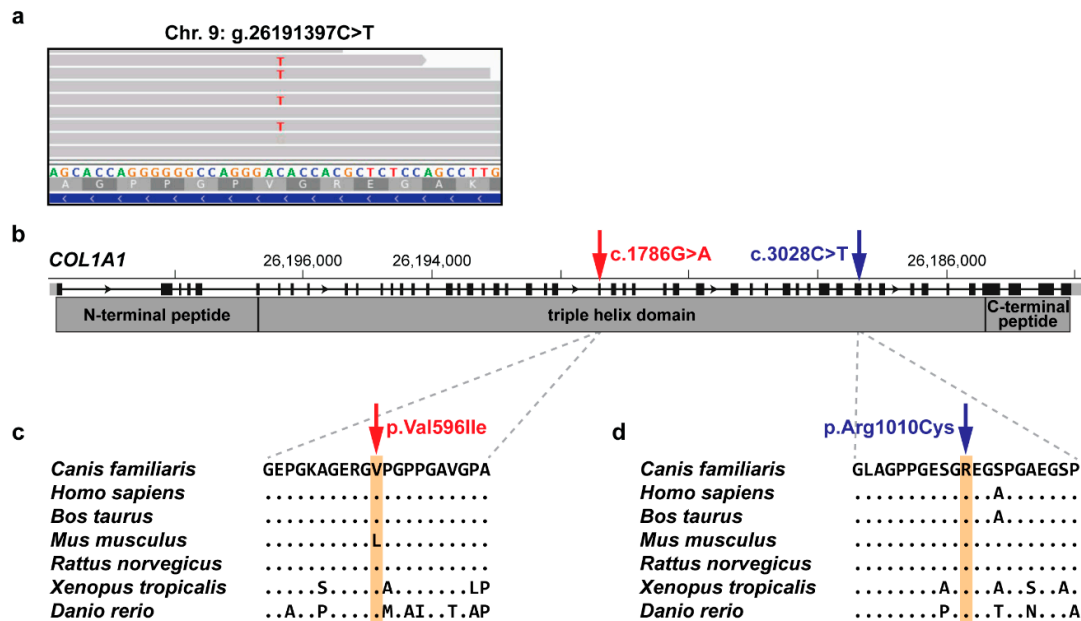 a
Chr. 9: g.26191397C>T
T
T
T
T
AGCACCAGGGGGGCCAGGGACACCACGCTCTCCAGCCTTG
A G P P G P V G R E G A K
b
COL1A1
26,196,000
26,194,000
c.1786G>A
c.3028C>T
26,186,000
N-terminal peptide
triple helix domain
C-terminal
peptide
c
p.Val596Ile
Canis familiaris GEPGKAGERGVPGPPGAVGPA
Homo sapiens .....................
Bos taurus .....................
Mus musculus ..........L..........
Rattus norvegicus .....................
Xenopus tropicalis .....S.....A.......LP
Danio rerio ..A..P.....M.AI..T.AP
d
p.Arg1010Cys
Canis familiaris GLAGPPGESGREGSPGAEGSP
Homo sapiens .............A.......
Bos taurus .............A.......
Mus musculus .....................
Rattus norvegicus .....................
Xenopus tropicalis ........A....A..S..A.
Danio rerio ........P....T..N...A